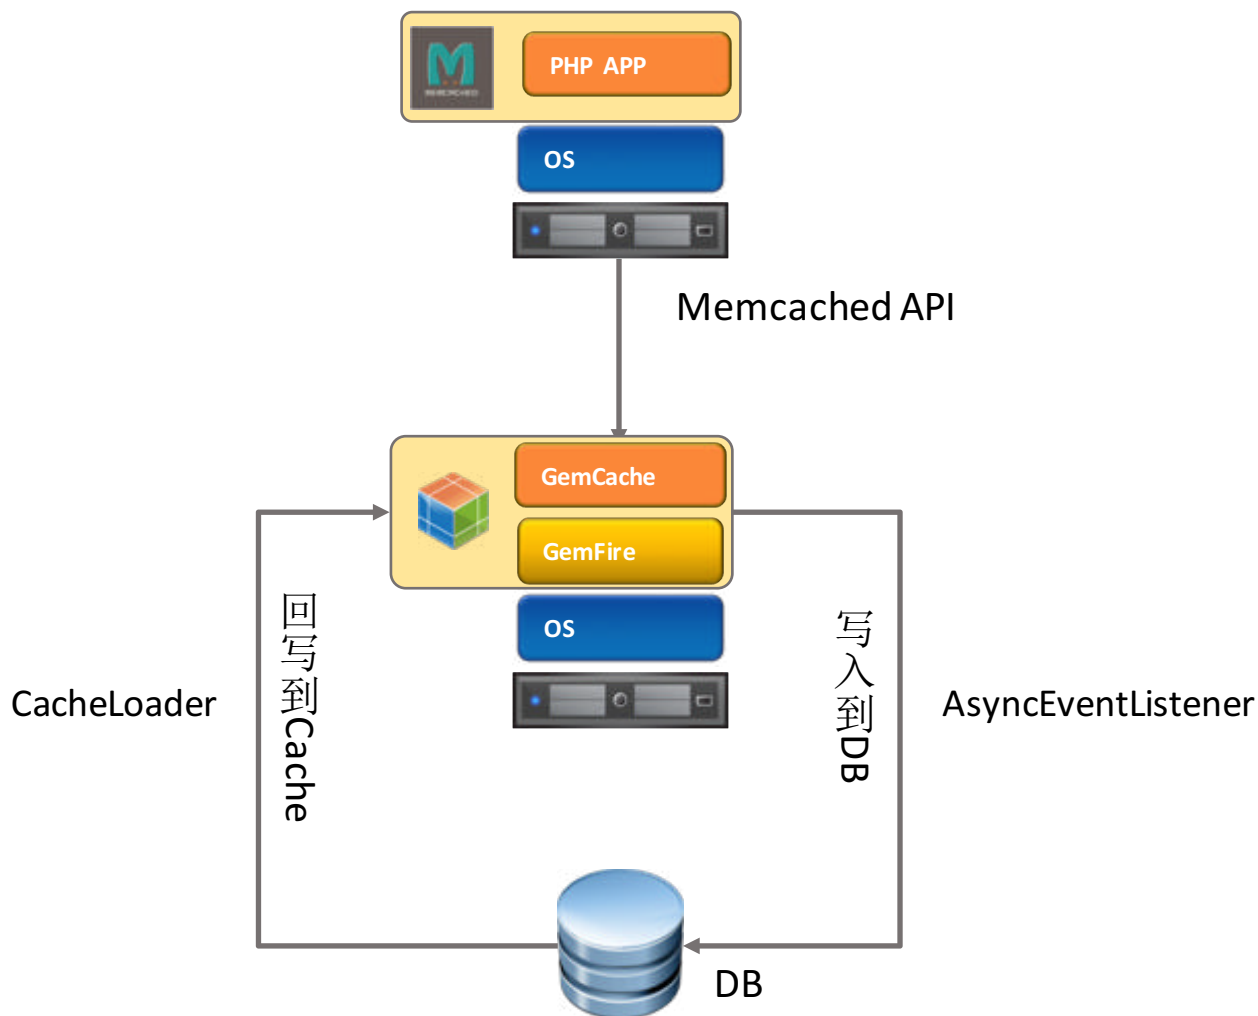 MEMCACHED
PHP APP
OS
Memcached API
GemCache
GemFire
OS
CacheLoader
回写到Cache
写入到DB
AsyncEventListener
DB